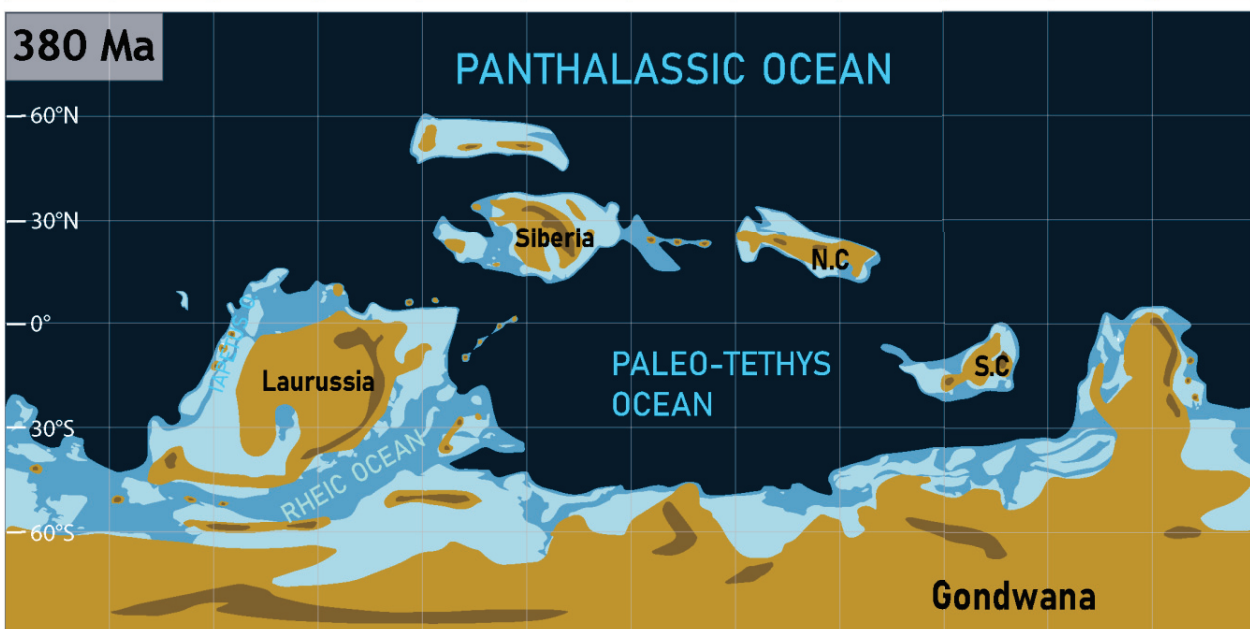 380 Ma
PANTHALASSIC OCEAN
60°N
30°N
Siberia
N.C
0°
Laurussia
PALEO-TETHYS
OCEAN
S.C
30°S
RHEIC OCEAN
60°S
Gondwana